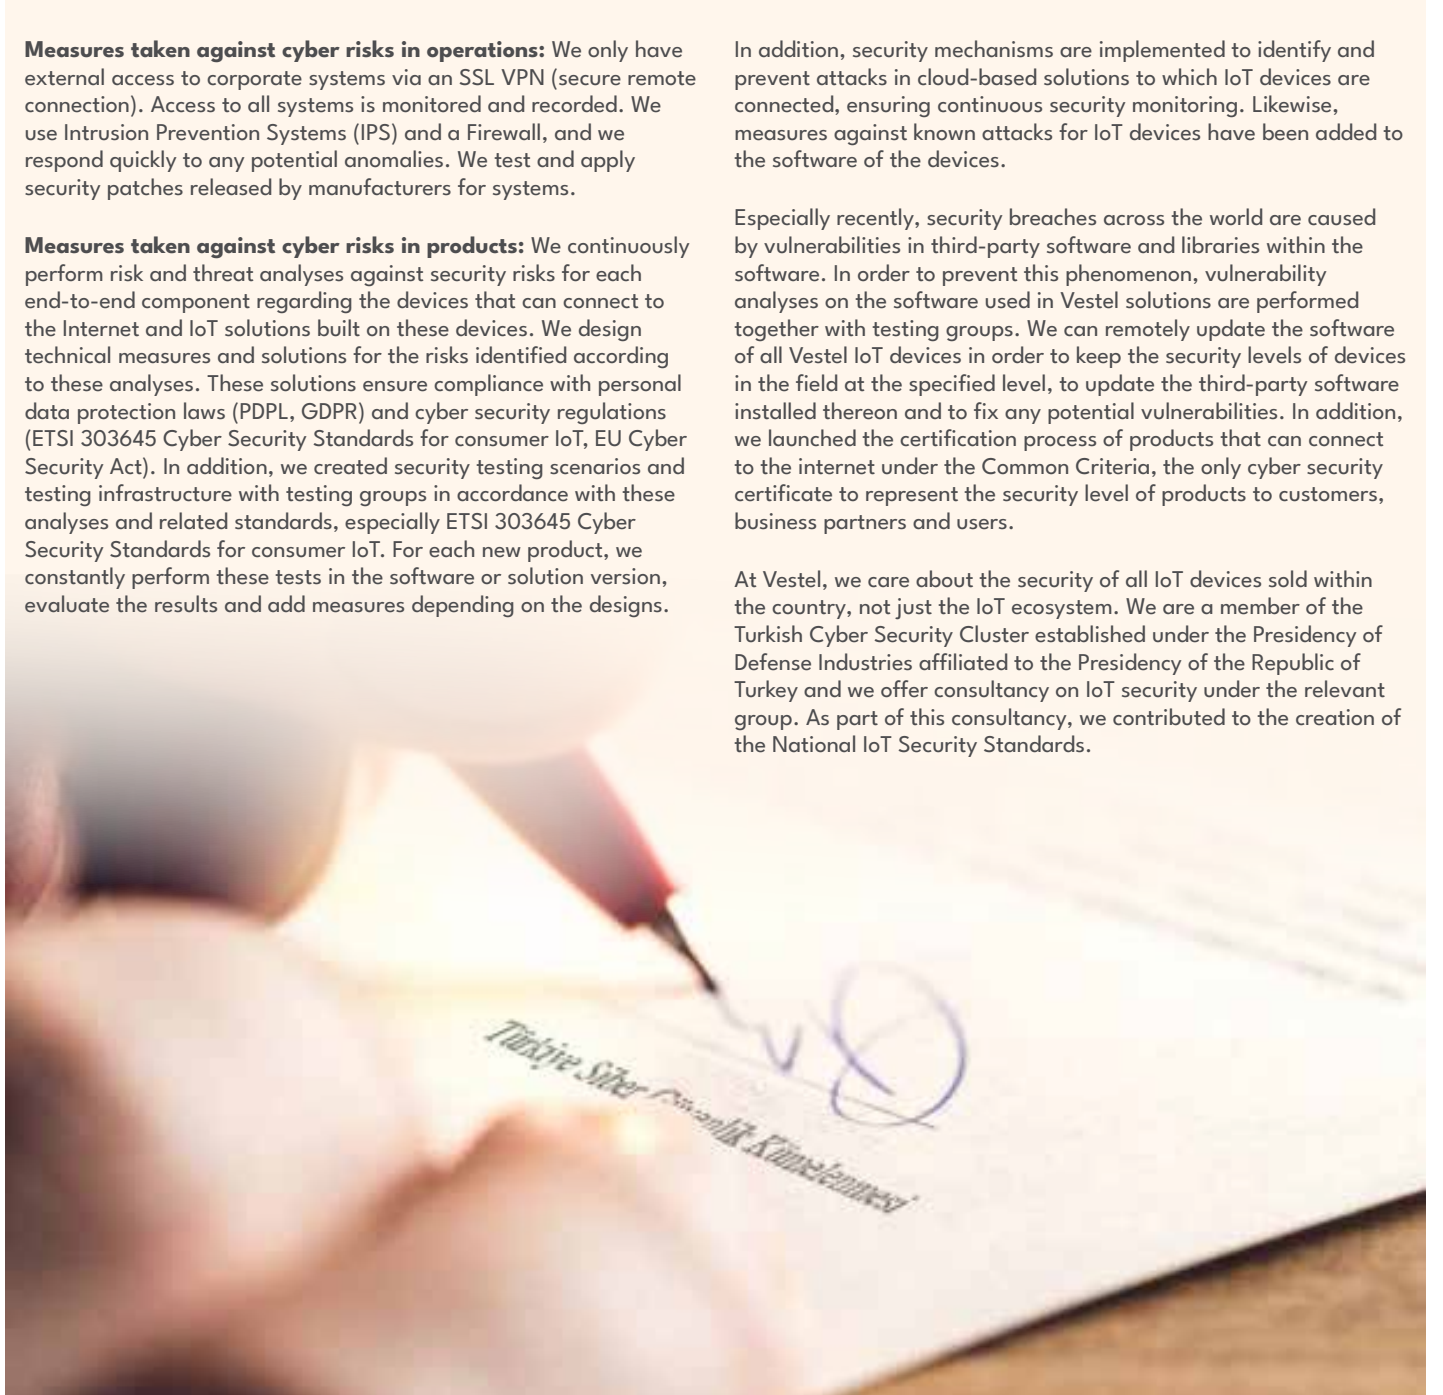 Measures taken against cyber risks in operations: We only have
external access to corporate systems via an SSL VPN (secure remote
connection). Access to all systems is monitored and recorded. We
use Intrusion Prevention Systems (IPS) and a Firewall, and we
respond quickly to any potential anomalies. We test and apply
security patches released by manufacturers for systems.
Measures taken against cyber risks in products: We continuously
perform risk and threat analyses against security risks for each
end-to-end component regarding the devices that can connect to
the Internet and IoT solutions built on these devices. We design
technical measures and solutions for the risks identified according
to these analyses. These solutions ensure compliance with personal
data protection laws (PDPL, GDPR) and cyber security regulations
(ETSI 303645 Cyber Security Standards for consumer IoT, EU Cyber
Security Act). In addition, we created security testing scenarios and
testing infrastructure with testing groups in accordance with these
analyses and related standards, especially ETSI 303645 Cyber
Security Standards for consumer IoT. For each new product, we
constantly perform these tests in the software or solution version,
evaluate the results and add measures depending on the designs.
In addition, security mechanisms are implemented to identify and
prevent attacks in cloud-based solutions to which IoT devices are
connected, ensuring continuous security monitoring. Likewise,
measures against known attacks for IoT devices have been added to
the software of the devices.
Especially recently, security breaches across the world are caused
by vulnerabilities in third-party software and libraries within the
software. In order to prevent this phenomenon, vulnerability
analyses on the software used in Vestel solutions are performed
together with testing groups. We can remotely update the software
of all Vestel IoT devices in order to keep the security levels of devices
in the field at the specified level, to update the third-party software
installed thereon and to fix any potential vulnerabilities. In addition,
we launched the certification process of products that can connect
to the internet under the Common Criteria, the only cyber security
certificate to represent the security level of products to customers,
business partners and users.
At Vestel, we care about the security of all IoT devices sold within
the country, not just the IoT ecosystem. We are a member of the
Turkish Cyber Security Cluster established under the Presidency of
Defense Industries affiliated to the Presidency of the Republic of
Turkey and we offer consultancy on IoT security under the relevant
group. As part of this consultancy, we contributed to the creation of
the National IoT Security Standards.
Türkiye Siber Güvenlik Kümelenmesi